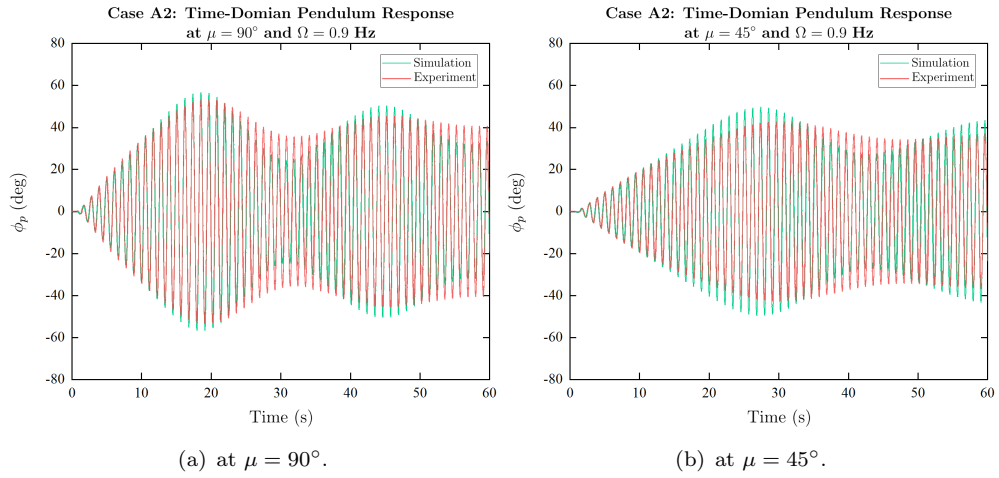 Case A2: Time-Domian Pendulum Response
at μ = 90° and Ω = 0.9 Hz
80
60
40
20
0
-20
-40
-60
-80
ϕp (deg)
Simulation
Experiment
0
10
20
30
40
50
60
Time (s)
(a) at μ = 90°.
Case A2: Time-Domian Pendulum Response
at μ = 45° and Ω = 0.9 Hz
80
60
40
20
0
-20
-40
-60
-80
ϕp (deg)
Simulation
Experiment
0
10
20
30
40
50
60
Time (s)
(b) at μ = 45°.